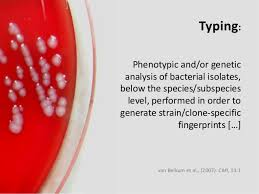 Typing:
Phenotypic and/or genetic
analysis of bacterial isolates,
below the species/subspecies
level, performed in order to
generate strain/clone-specific
fingerprints […]
van Belkum et al., (2007). CMI, 13:1